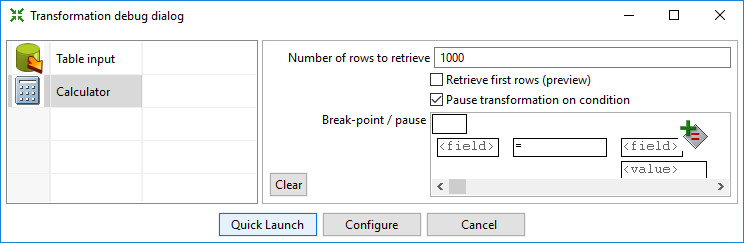 Transformation debug dialog
Table input
Calculator
Number of rows to retrieve 1000
Retrieve first rows (preview)
Pause transformation on condition
Break-point / pause
<field> = <field>
<value>
Clear
Quick Launch Configure Cancel